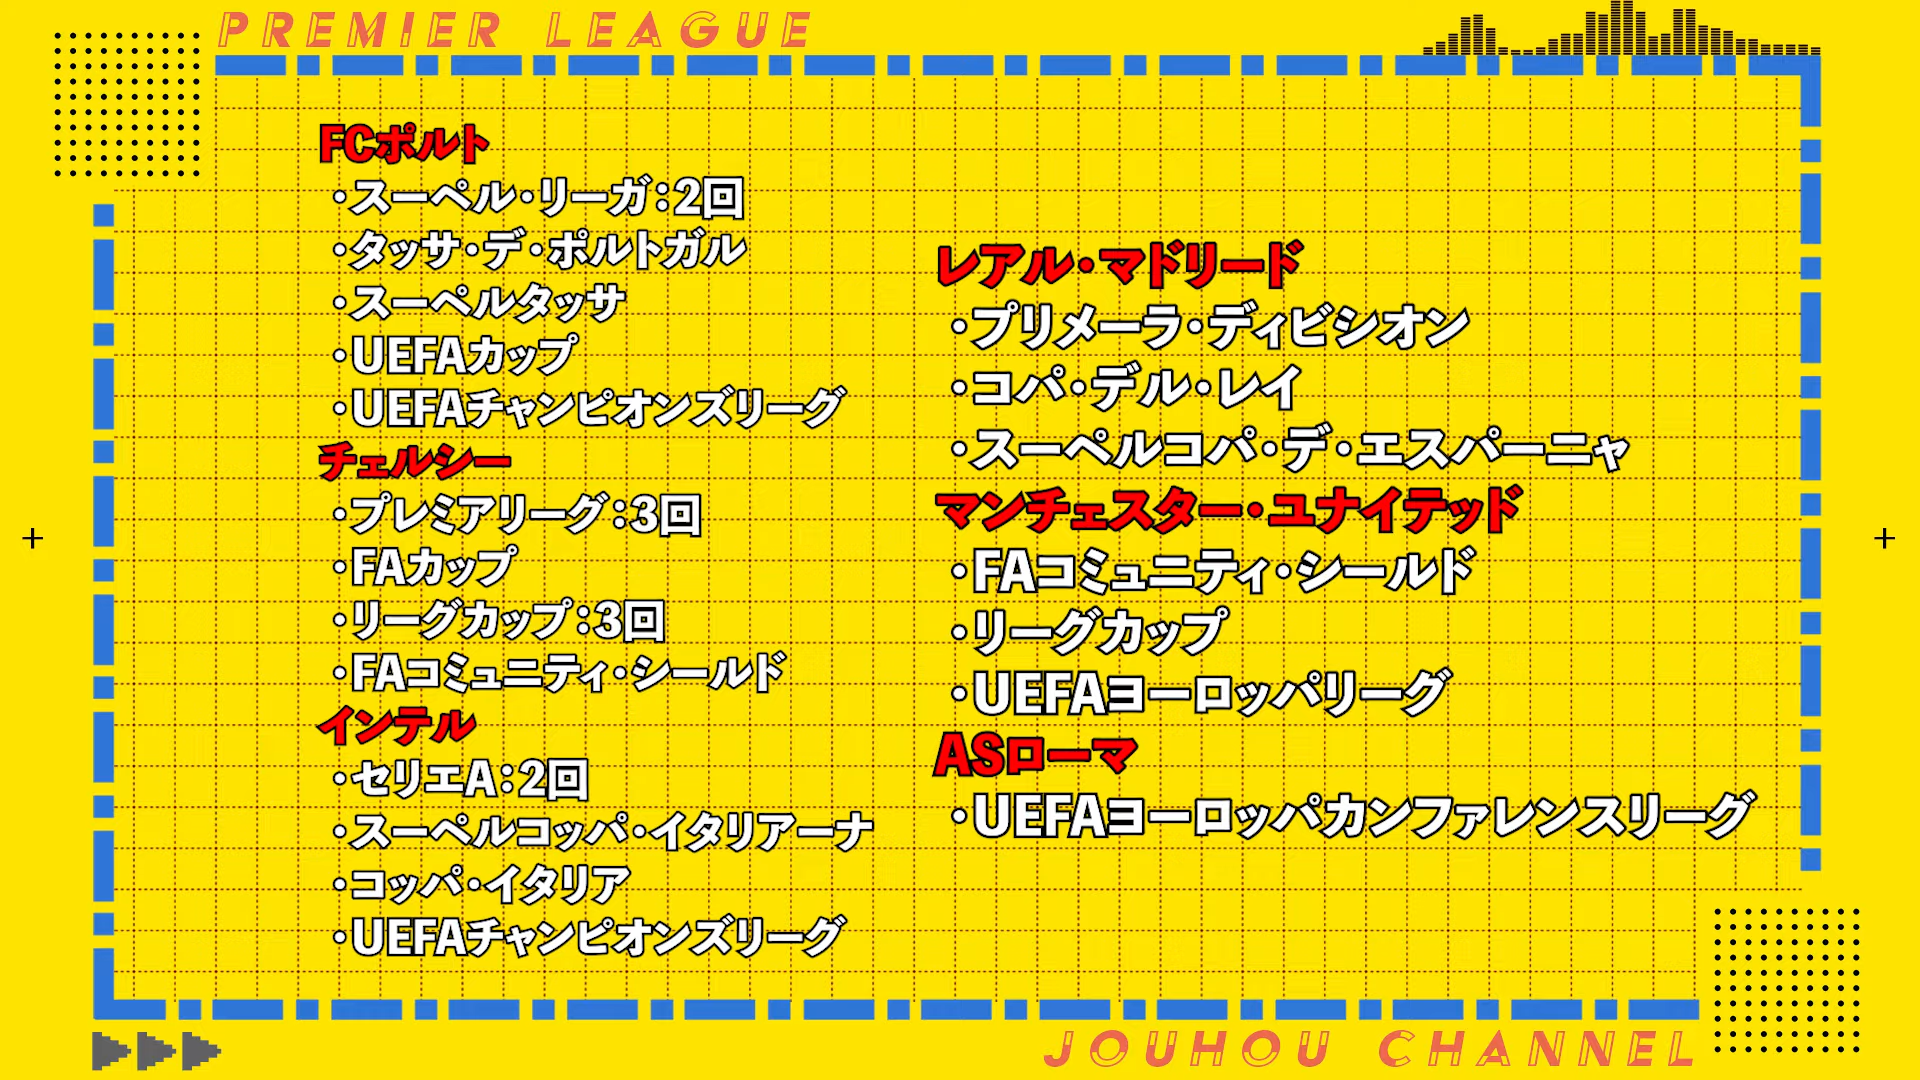 PREMIER LEAGUE
FCポルト
・スーペル・リーガ：2回
・タッサ・デ・ポルトガル
・スーペルタッサ
・UEFAカップ
・UEFAチャンピオンズリーグ
チェルシー
・プレミアリーグ：3回
・FAカップ
・リーグカップ：3回
・FAコミュニティ・シールド
インテル
・セリエA：2回
・スーペルコッパ・イタリアーナ
・コッパ・イタリア
・UEFAチャンピオンズリーグ
レアル・マドリード
・プリメーラ・ディビシオン
・コパ・デル・レイ
・スーペルコパ・デ・エスパーニャ
マンチェスター・ユナイテッド
・FAコミュニティ・シールド
・リーグカップ
・UEFAヨーロッパリーグ
ASローマ
・UEFAヨーロッパカンファレンスリーグ
JOUHOU CHANNEL